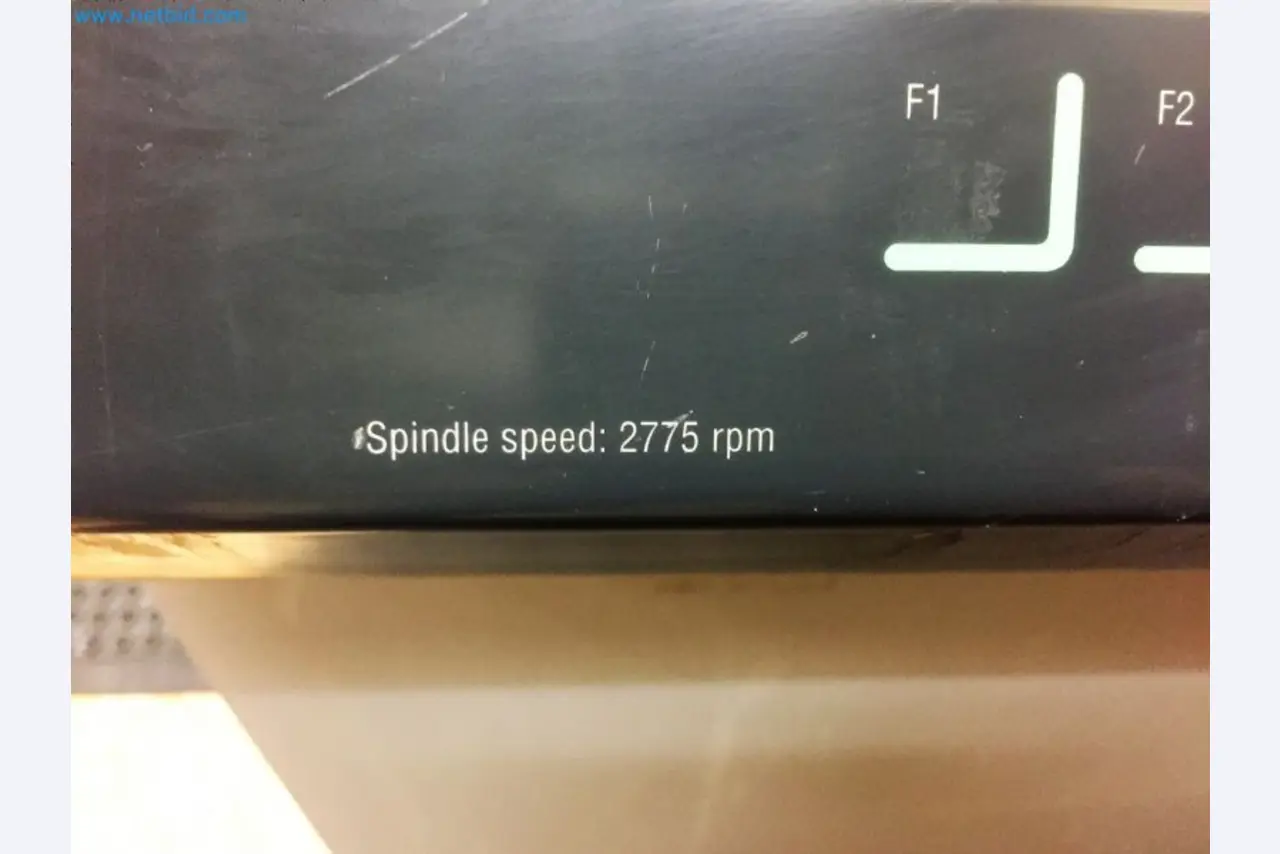 www.netbid.com
F1
F2
Spindle speed: 2775 rpm